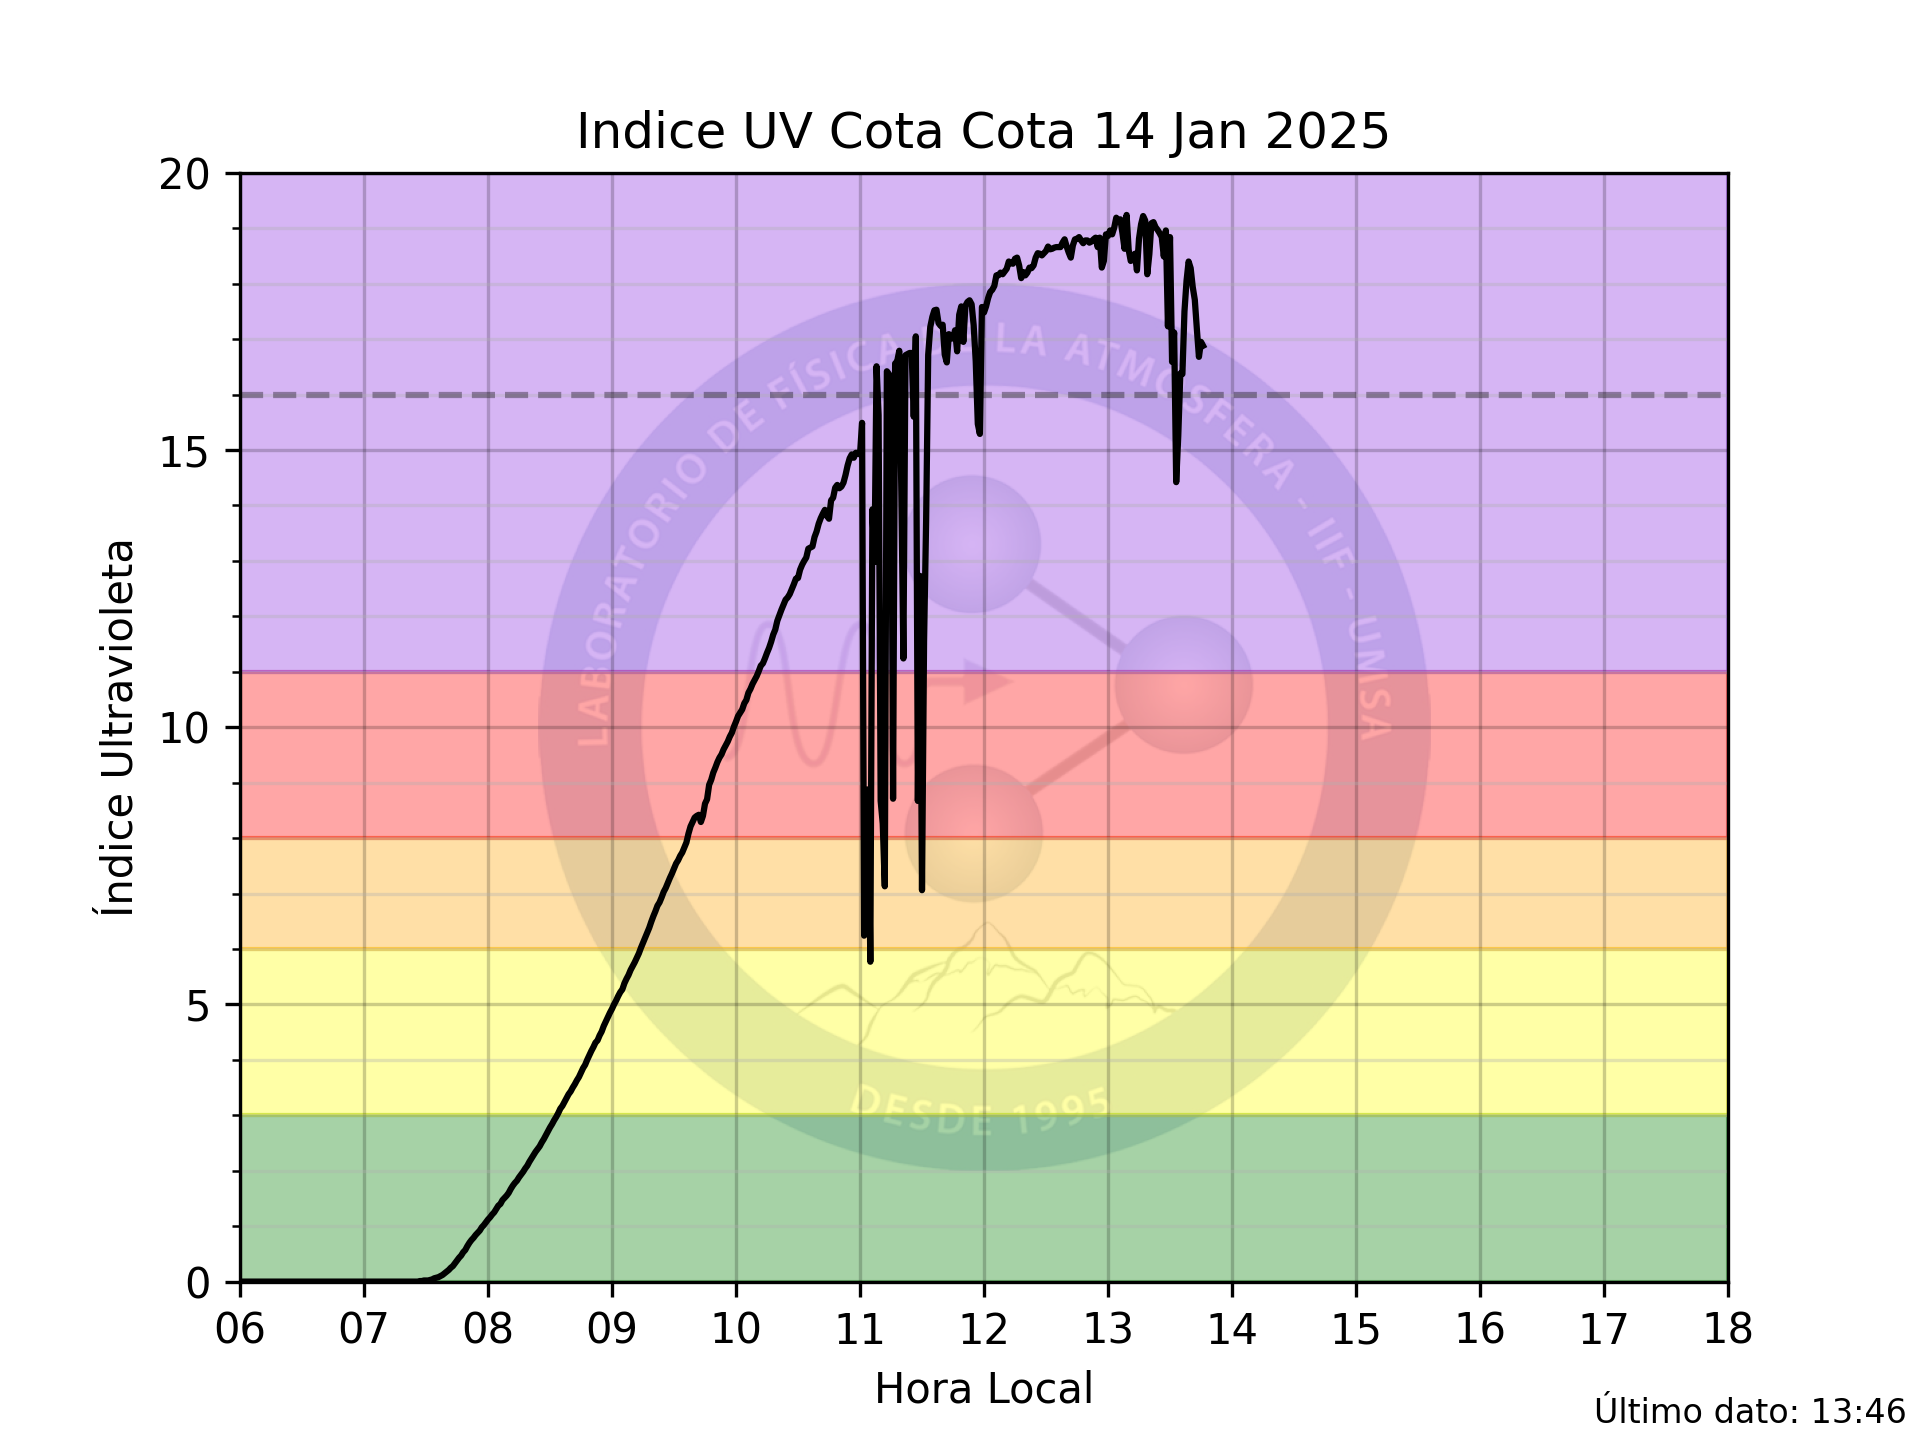 Indice UV Cota Cota 14 Jan 2025
Índice Ultravioleta
20
15
10
5
0
LABORATORIO DE FÍSICA DE LA ATMOSFERA - IIF - UMSA
DESDE 1995
06 07 08 09 10 11 12 13 14 15 16 17 18
Hora Local
Último dato: 13:46